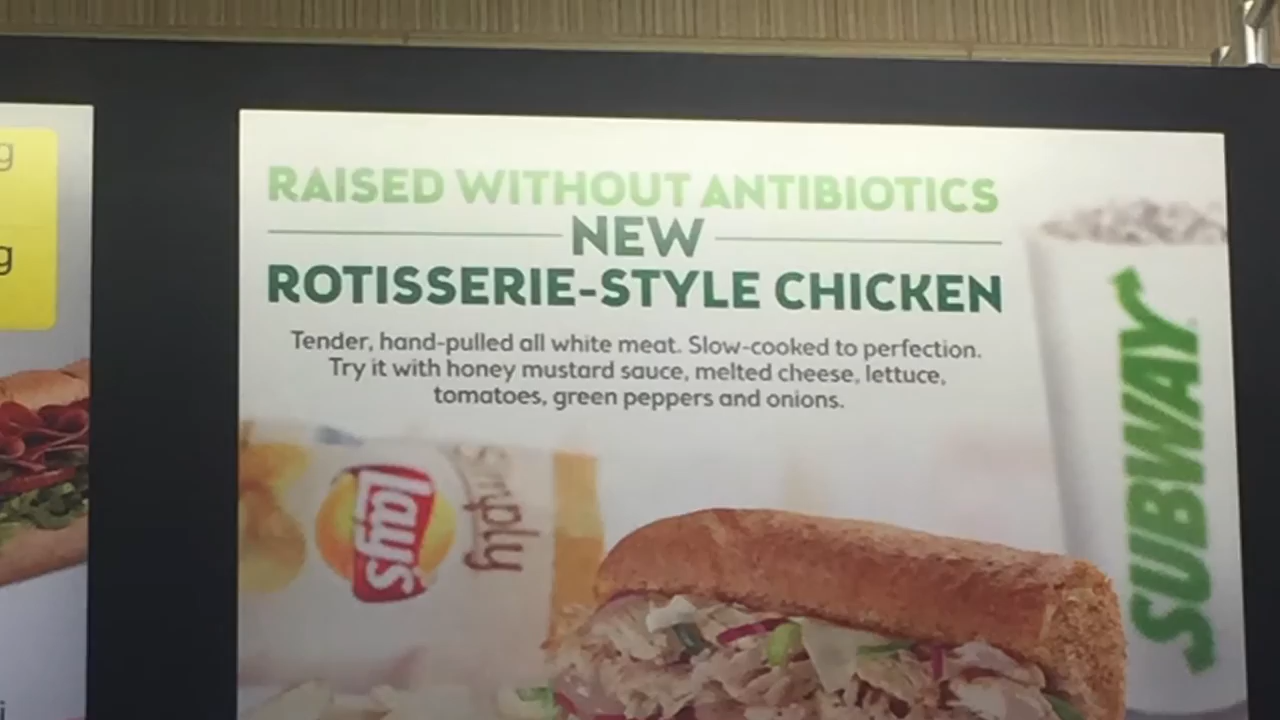 g
g
RAISED WITHOUT ANTIBIOTICS
NEW
ROTISSERIE-STYLE CHICKEN
Tender, hand-pulled all white meat. Slow-cooked to perfection.
Try it with honey mustard sauce, melted cheese, lettuce,
tomatoes, green peppers and onions.
Lay's
Simply
SUBWAY